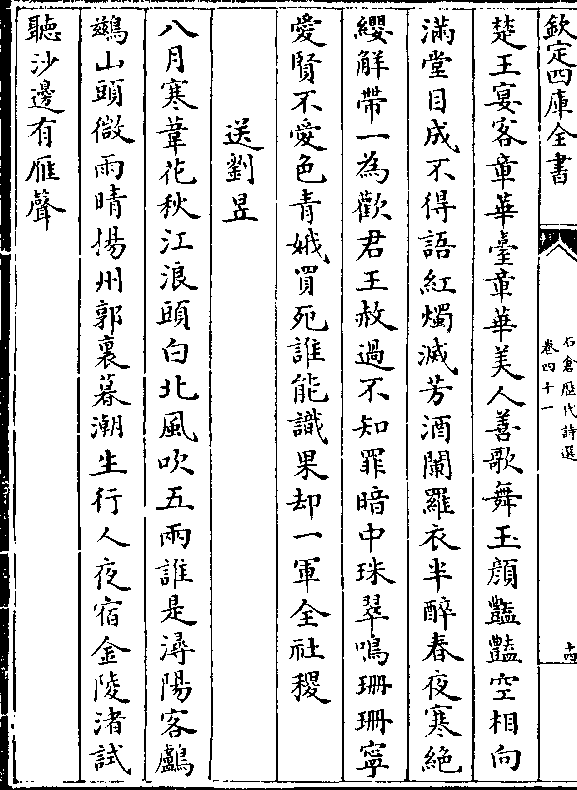 欽定四庫全書
石倉歴代詩選
卷四十一
十四
楚王宴客章華臺章華美人善歌舞玉顔豔豔空相向
滿堂目成不得語紅燭滅芳酒闌羅衣半醉春夜寒絶
纓解帶一為歡君王赦過不知罪暗中珠翠鳴珊珊寧
愛賢不愛色青娥買死誰能識果却一軍全社稷
送劉昱
八月寒葦花秋江浪頭白北風吹五兩誰是潯陽客鸕
鷀山頭微雨晴揚州郭裏暮潮生行人夜宿金陵渚試
聽沙邊有雁聲